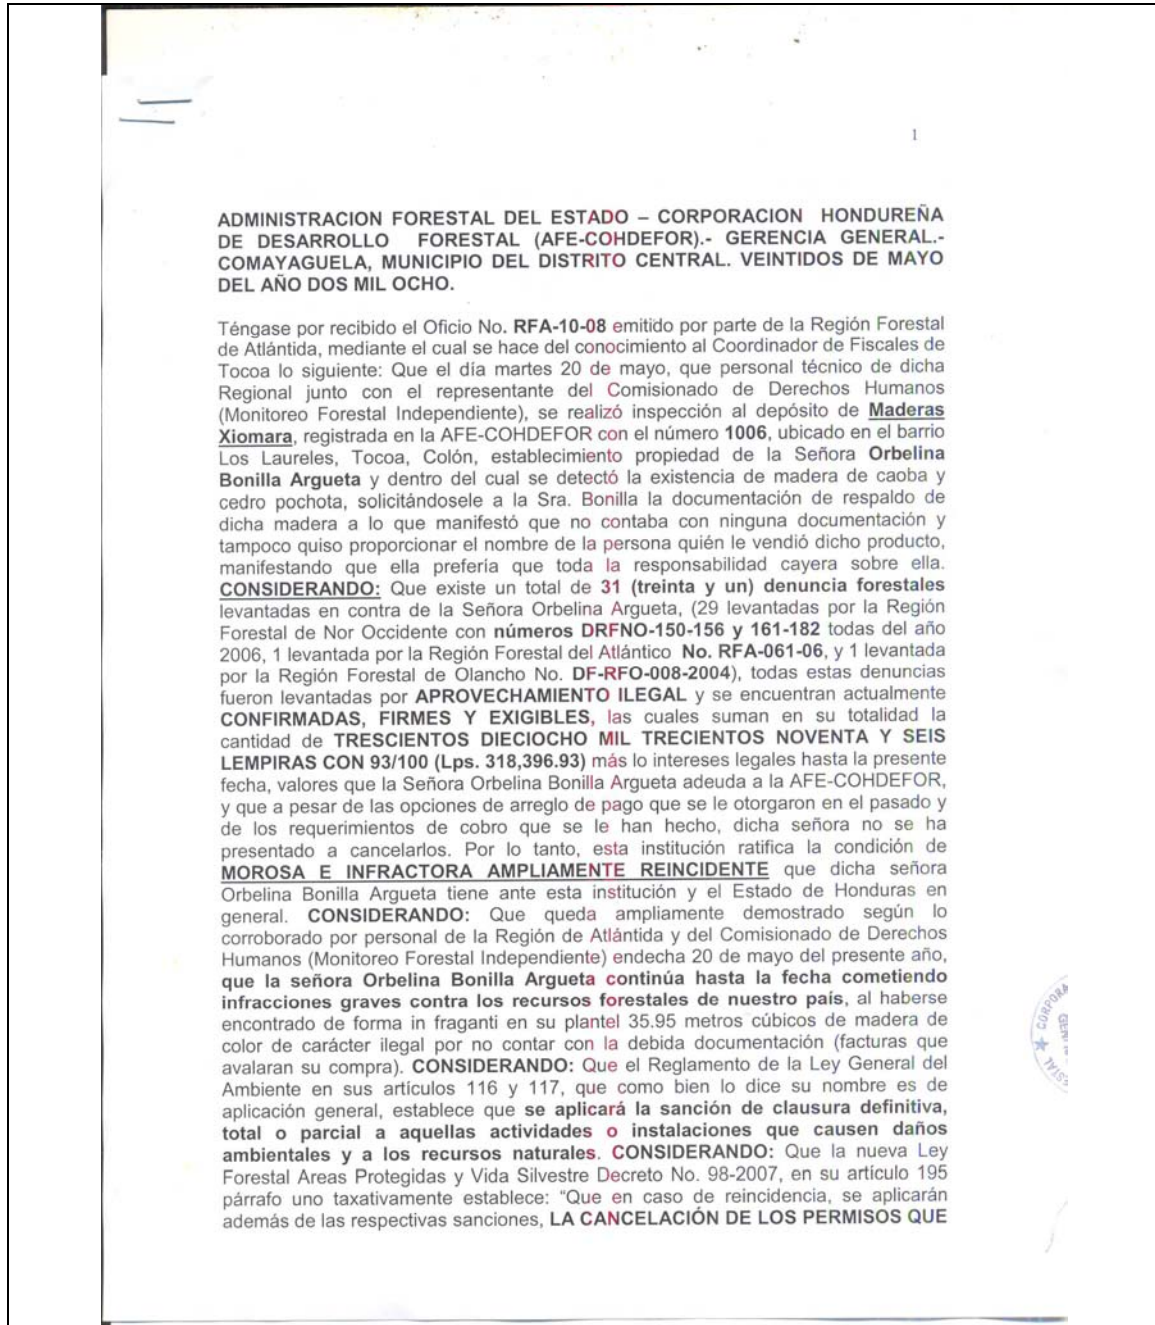 1
ADMINISTRACION FORESTAL DEL ESTADO – CORPORACION HONDUREÑA
DE DESARROLLO FORESTAL (AFE-COHDEFOR).- GERENCIA GENERAL.-
COMAYAGUELA, MUNICIPIO DEL DISTRITO CENTRAL. VEINTIDOS DE MAYO
DEL AÑO DOS MIL OCHO.
Téngase por recibido el Oficio No. RFA-10-08 emitido por parte de la Región Forestal
de Atlántida, mediante el cual se hace del conocimiento al Coordinador de Fiscales de
Tocoa lo siguiente: Que el día martes 20 de mayo, que personal técnico de dicha
Regional junto con el representante del Comisionado de Derechos Humanos
(Monitoreo Forestal Independiente), se realizó inspección al depósito de Maderas
Xiomara, registrada en la AFE-COHDEFOR con el número 1006, ubicado en el barrio
Los Laureles, Tocoa, Colón, establecimiento propiedad de la Señora Orbelina
Bonilla Argueta y dentro del cual se detectó la existencia de madera de caoba y
cedro pochota, solicitándosele a la Sra. Bonilla la documentación de respaldo de
dicha madera a lo que manifestó que no contaba con ninguna documentación y
tampoco quiso proporcionar el nombre de la persona quién le vendió dicho producto,
manifestando que ella prefería que toda la responsabilidad cayera sobre ella.
CONSIDERANDO: Que existe un total de 31 (treinta y un) denuncia forestales
levantadas en contra de la Señora Orbelina Argueta, (29 levantadas por la Región
Forestal de Nor Occidente con números DRFNO-150-156 y 161-182 todas del año
2006, 1 levantada por la Región Forestal del Atlántico No. RFA-061-06, y 1 levantada
por la Región Forestal de Olancho No. DF-RFO-008-2004), todas estas denuncias
fueron levantadas por APROVECHAMIENTO ILEGAL y se encuentran actualmente
CONFIRMADAS, FIRMES Y EXIGIBLES, las cuales suman en su totalidad la
cantidad de TRESCIENTOS DIECIOCHO MIL TRECIENTOS NOVENTA Y SEIS
LEMPIRAS CON 93/100 (Lps. 318,396.93) más lo intereses legales hasta la presente
fecha, valores que la Señora Orbelina Bonilla Argueta adeuda a la AFE-COHDEFOR,
y que a pesar de las opciones de arreglo de pago que se le otorgaron en el pasado y
de los requerimientos de cobro que se le han hecho, dicha señora no se ha
presentado a cancelarlos. Por lo tanto, esta institución ratifica la condición de
MOROSA E INFRACTORA AMPLIAMENTE REINCIDENTE que dicha señora
Orbelina Bonilla Argueta tiene ante esta institución y el Estado de Honduras en
general. CONSIDERANDO: Que queda ampliamente demostrado según lo
corroborado por personal de la Región de Atlántida y del Comisionado de Derechos
Humanos (Monitoreo Forestal Independiente) endecha 20 de mayo del presente año,
que la señora Orbelina Bonilla Argueta continúa hasta la fecha cometiendo
infracciones graves contra los recursos forestales de nuestro país, al haberse
encontrado de forma in fraganti en su plantel 35.95 metros cúbicos de madera de
color de carácter ilegal por no contar con la debida documentación (facturas que
avalaran su compra). CONSIDERANDO: Que el Reglamento de la Ley General del
Ambiente en sus artículos 116 y 117, que como bien lo dice su nombre es de
aplicación general, establece que se aplicará la sanción de clausura definitiva,
total o parcial a aquellas actividades o instalaciones que causen daños
ambientales y a los recursos naturales. CONSIDERANDO: Que la nueva Ley
Forestal Areas Protegidas y Vida Silvestre Decreto No. 98-2007, en su artículo 195
párrafo uno taxativamente establece: “Que en caso de reincidencia, se aplicarán
además de las respectivas sanciones, LA CANCELACIÓN DE LOS PERMISOS QUE